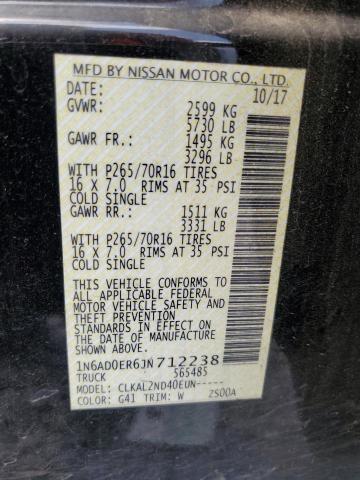 MFD BY NISSAN MOTOR CO., LTD.
DATE: 10/17
GVWR: 2599 KG
5730 LB
GAWR FR.: 1495 KG
3296 LB
WITH P265/70R16 TIRES
16 X 7.0 RIMS AT 35 PSI
COLD SINGLE
GAWR RR.: 1511 KG
3331 LB
WITH P265/70R16 TIRES
16 X 7.0 RIMS AT 35 PSI
COLD SINGLE
THIS VEHICLE CONFORMS TO
ALL APPLICABLE FEDERAL
MOTOR VEHICLE SAFETY
STANDARDS IN EFFECT ON
THE DATE OF MANUFACTURE
SHOWN ABOVE.
1N6AD0ER6JN712238
TRUCK 565485
MODEL: CLKAL2ND40EUN-----
COLOR: G41 TRIM: W 2S00A